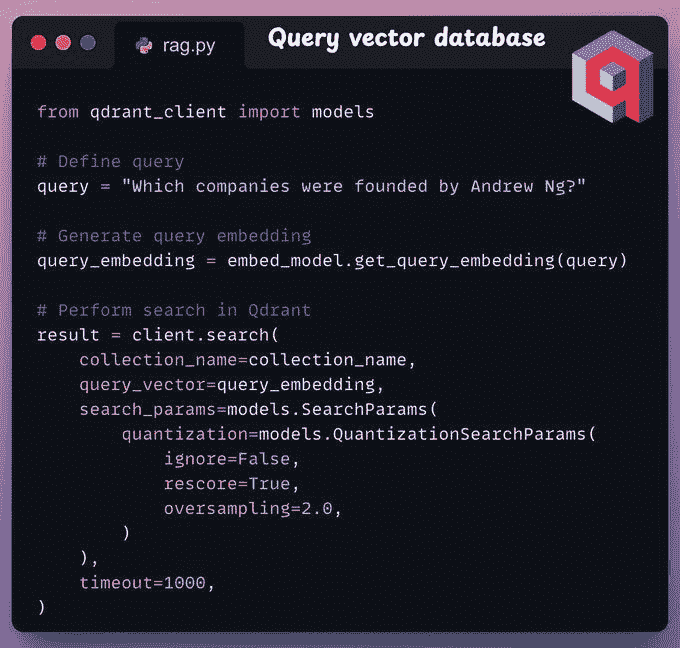 rag.py
Query vector database
from qdrant_client import models
# Define query
query = "Which companies were founded by Andrew Ng?"
# Generate query embedding
query_embedding = embed_model.get_query_embedding(query)
# Perform search in Qdrant
result = client.search(
    collection_name=collection_name,
    query_vector=query_embedding,
    search_params=models.SearchParams(
        quantization=models.QuantizationSearchParams(
            ignore=False,
            rescore=True,
            oversampling=2.0,
        )
    ),
    timeout=1000,
)